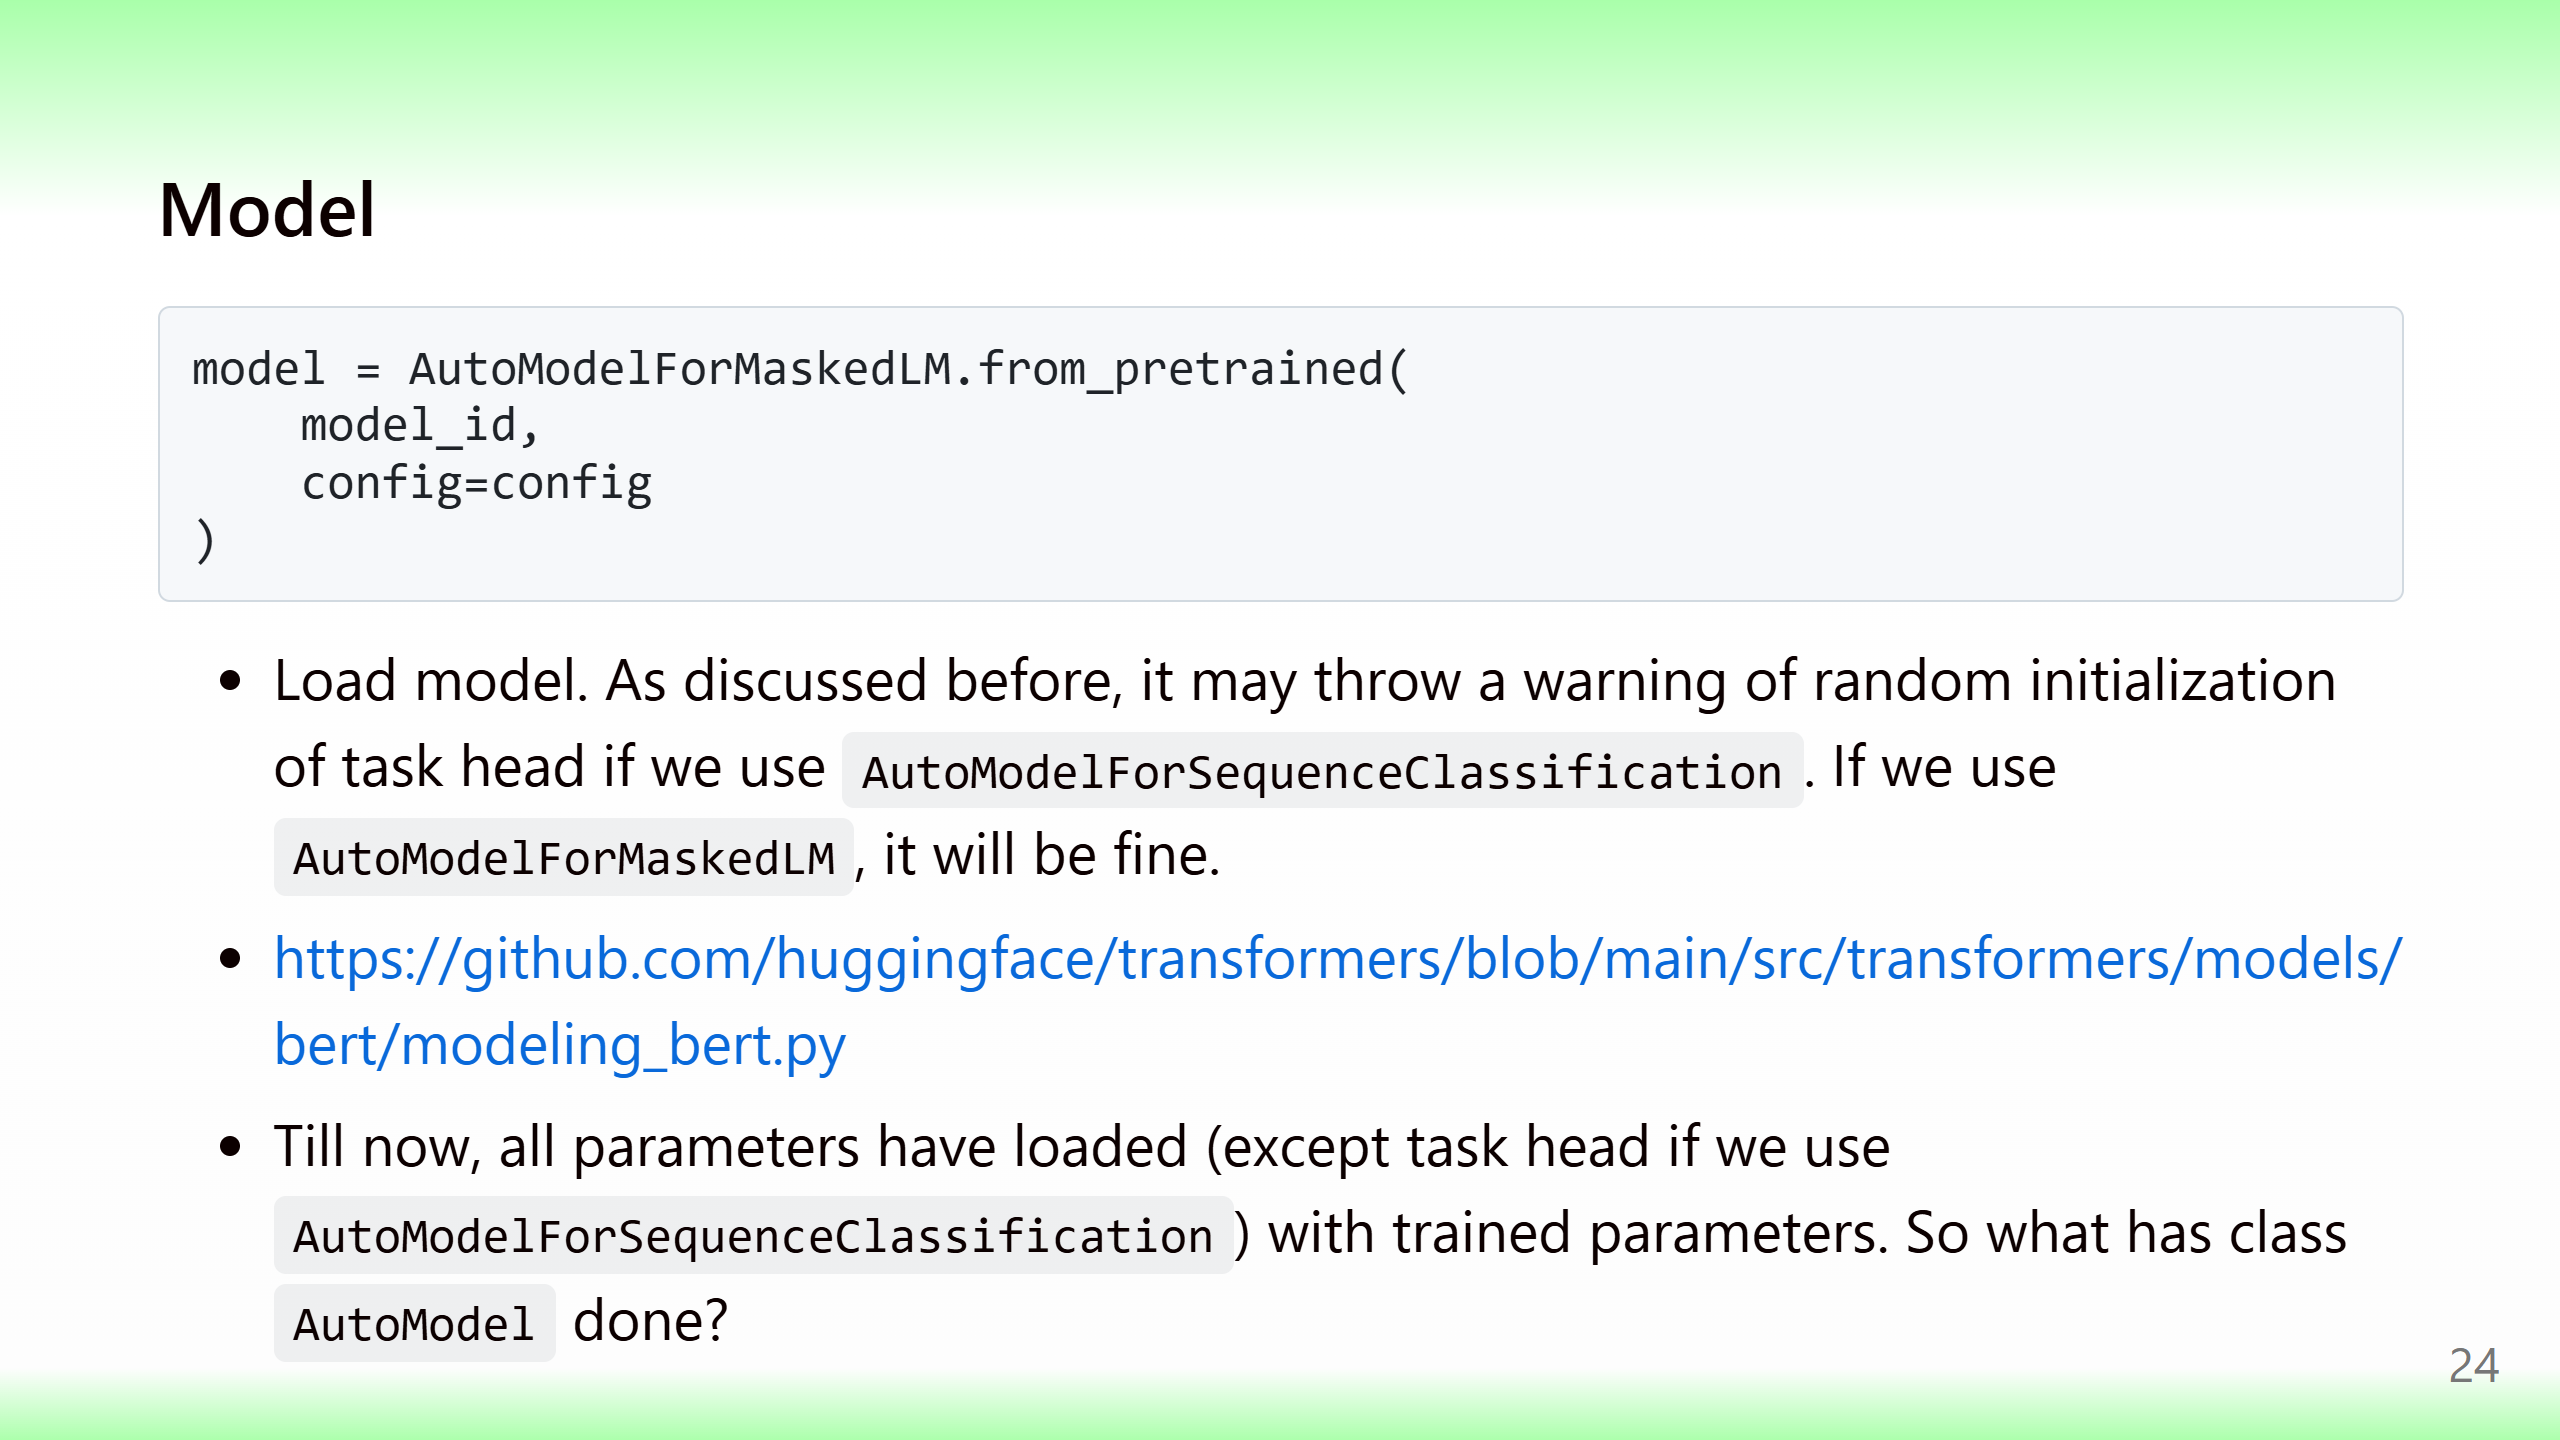 Model
model = AutoModelForMaskedLM.from_pretrained(
    model_id,
    config=config
)
• Load model. As discussed before, it may throw a warning of random initialization
of task head if we use AutoModelForSequenceClassification. If we use
AutoModelForMaskedLM, it will be fine.
• https://github.com/huggingface/transformers/blob/main/src/transformers/models/
bert/modeling_bert.py
• Till now, all parameters have loaded (except task head if we use
AutoModelForSequenceClassification) with trained parameters. So what has class
AutoModel done?
24